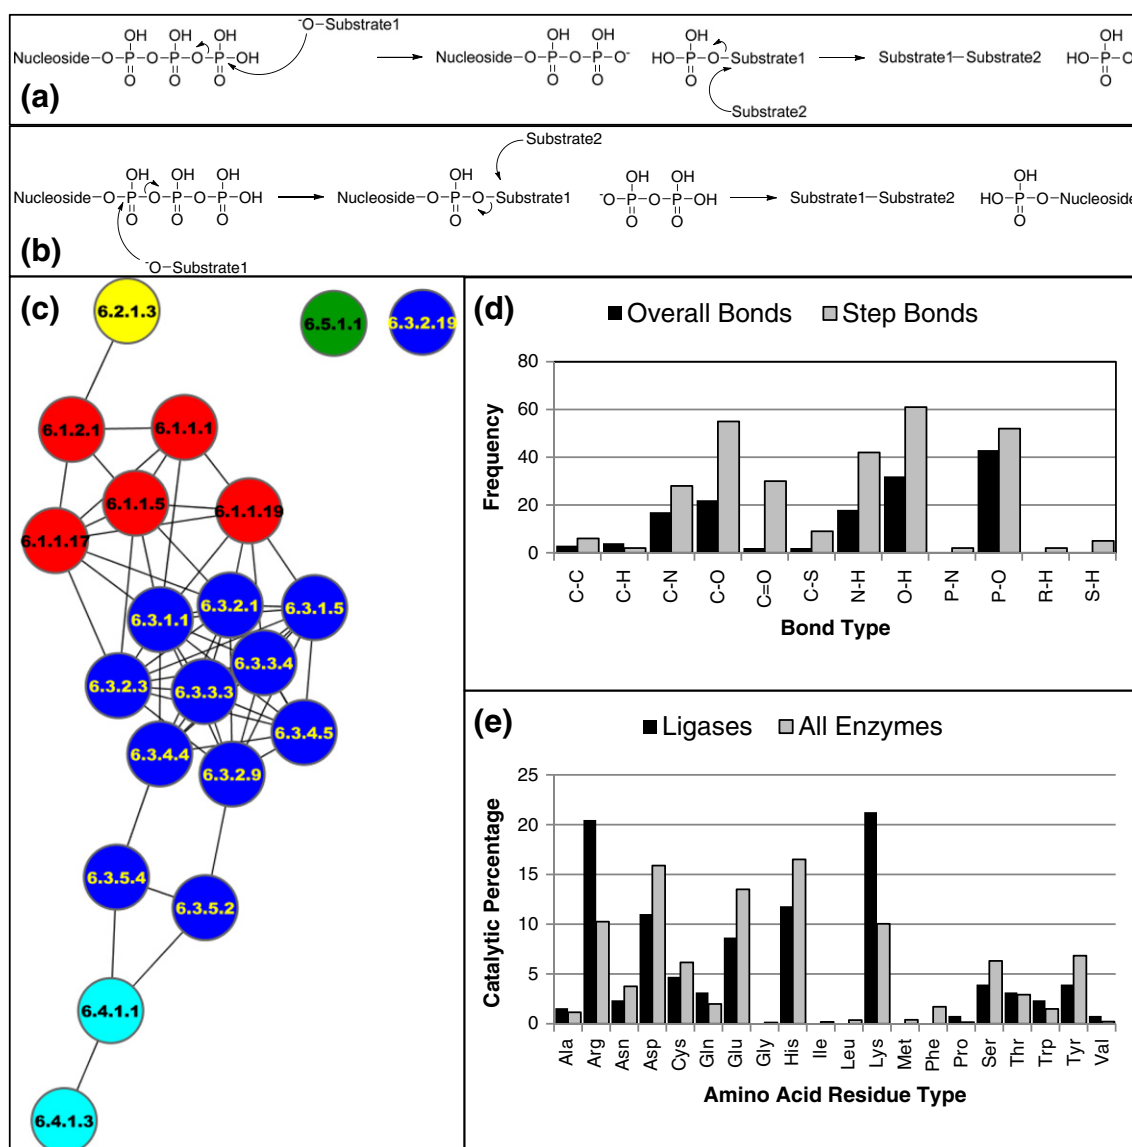 (a)
Nucleoside—O—P—O—P—O—P—OH
OH OH OH
O O O
⁻O—Substrate1
Nucleoside—O—P—O—P—O⁻
OH OH
O O
HO—P—O—Substrate1
OH
O
Substrate2
Substrate1—Substrate2
HO—P—O
OH
O
(b)
Nucleoside—O—P—O—P—O—P—OH
OH OH OH
O O O
⁻O—Substrate1
Substrate2
Nucleoside—O—P—O—Substrate1
OH
O
⁻O—P—O—P—OH
OH OH
O O
Substrate1—Substrate2
HO—P—O—Nucleoside
OH
O
(c)
6.2.1.3
6.5.1.1
6.3.2.19
6.1.2.1
6.1.1.1
6.1.1.5
6.1.1.19
6.1.1.17
6.3.1.1
6.3.2.1
6.3.1.5
6.3.3.4
6.3.2.3
6.3.3.3
6.3.4.5
6.3.4.4
6.3.2.9
6.3.5.4
6.3.5.2
6.4.1.1
6.4.1.3
(d)
Overall Bonds Step Bonds
Frequency
80
60
40
20
0
C-C C-H C-N C-O C=O C-S N-H O-H P-N P-O R-H S-H
Bond Type
(e)
Ligases All Enzymes
Catalytic Percentage
25
20
15
10
5
0
Ala Arg Asn Asp Cys Gln Glu Gly His Ile Leu Lys Met Phe Pro Ser Thr Trp Tyr Val
Amino Acid Residue Type